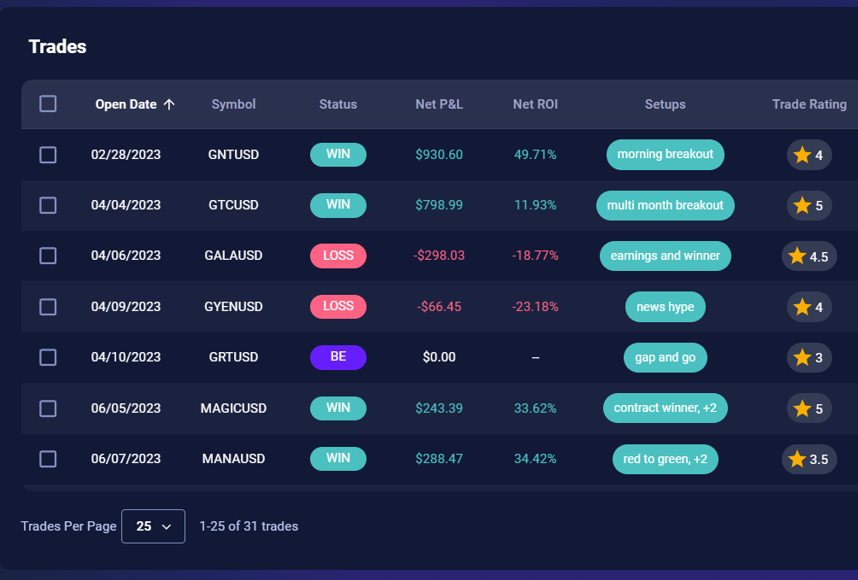 Trades
Open Date Symbol Status Net P&L Net ROI Setups Trade Rating
02/28/2023 GNTUSD WIN $930.60 49.71% morning breakout 4
04/04/2023 GTCUSD WIN $798.99 11.93% multi month breakout 5
04/06/2023 GALAUSD LOSS -$298.03 -18.77% earnings and winner 4.5
04/09/2023 GYENUSD LOSS -$66.45 -23.18% news hype 4
04/10/2023 GRTUSD BE $0.00 -- gap and go 3
06/05/2023 MAGICUSD WIN $243.39 33.62% contract winner, +2 5
06/07/2023 MANAUSD WIN $288.47 34.42% red to green, +2 3.5
Trades Per Page 25 1-25 of 31 trades